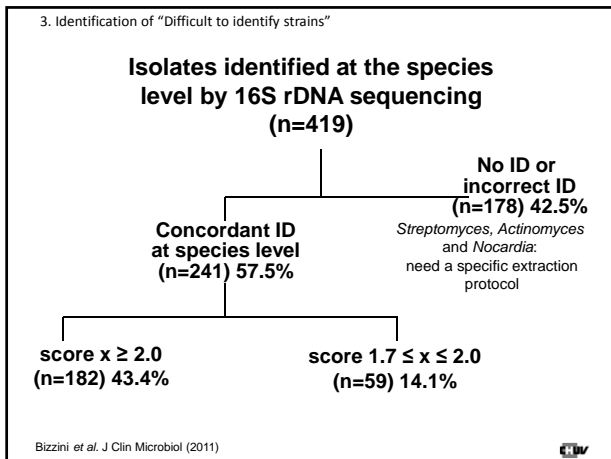 3. Identification of “Difficult to identify strains”
Isolates identified at the species
level by 16S rDNA sequencing
(n=419)
No ID or
incorrect ID
(n=178) 42.5%
Streptomyces, Actinomyces
and Nocardia:
need a specific extraction
protocol
Concordant ID
at species level
(n=241) 57.5%
score x ≥ 2.0
(n=182) 43.4%
score 1.7 ≤ x ≤ 2.0
(n=59) 14.1%
Bizzini et al. J Clin Microbiol (2011)
CHUV